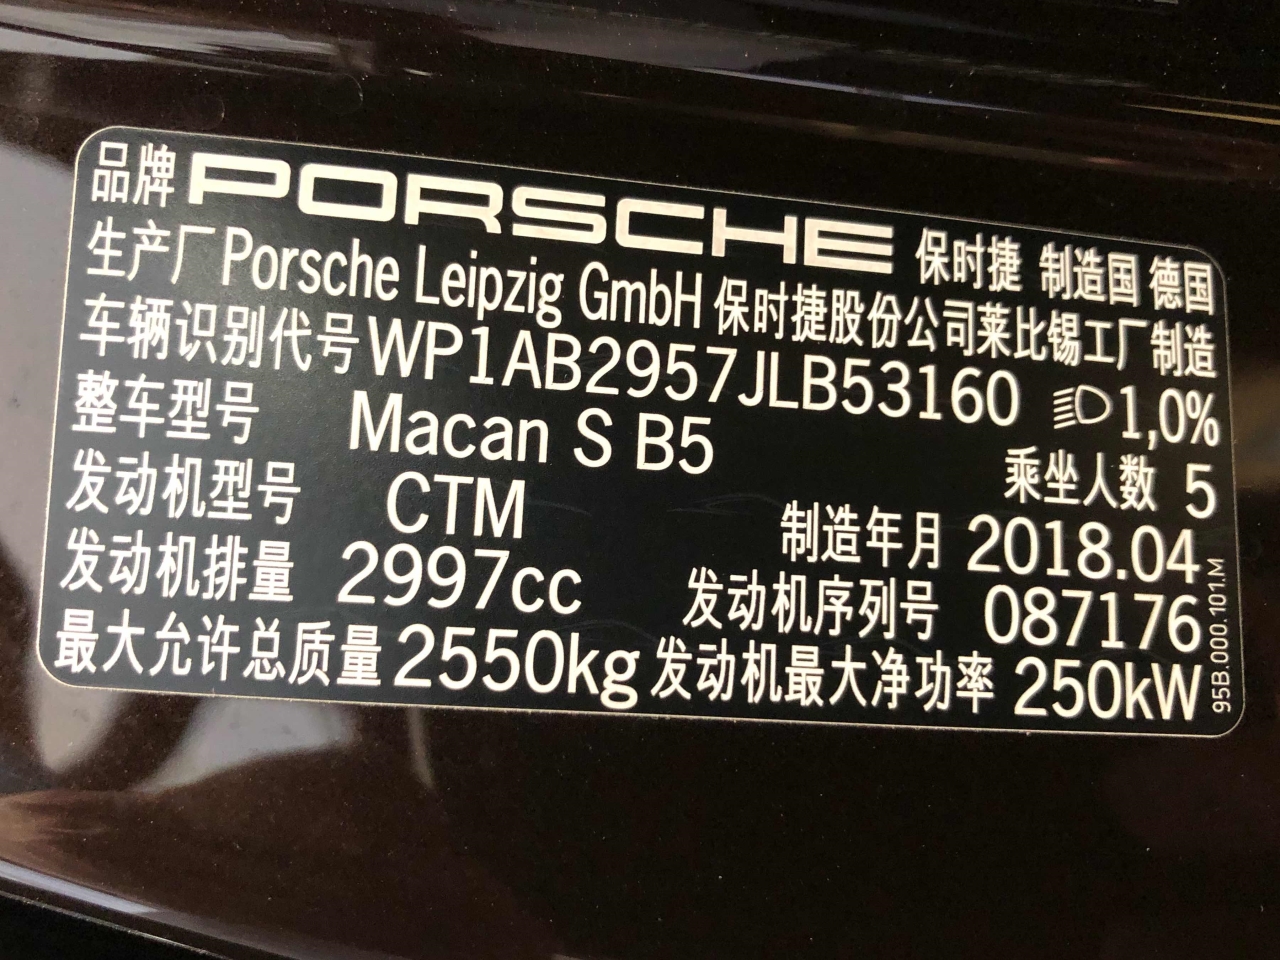 品牌 PORSCHE 保时捷 制造国 德国
生产厂 Porsche Leipzig GmbH 保时捷股份公司莱比锡工厂制造
车辆识别代号 WP1AB2957JLB53160 1,0%
整车型号 Macan S B5 乘坐人数 5
发动机型号 CTM 制造年月 2018.04
发动机排量 2997cc 发动机序列号 087176
最大允许总质量 2550kg 发动机最大净功率 250kW
95B.000.101.M